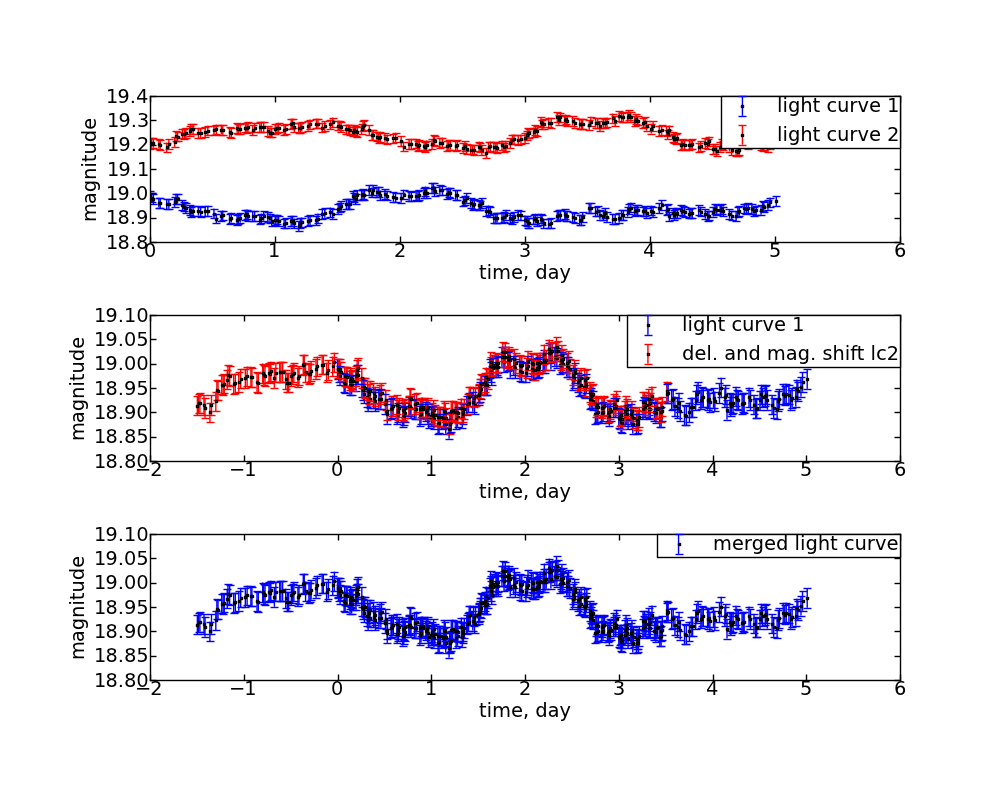 19.4
19.3
19.2
19.1
19.0
18.9
18.8
magnitude
light curve 1
light curve 2
0 1 2 3 4 5 6
time, day
19.10
19.05
19.00
18.95
18.90
18.85
18.80
magnitude
light curve 1
del. and mag. shift lc2
−2 −1 0 1 2 3 4 5 6
time, day
19.10
19.05
19.00
18.95
18.90
18.85
18.80
magnitude
merged light curve
−2 −1 0 1 2 3 4 5 6
time, day